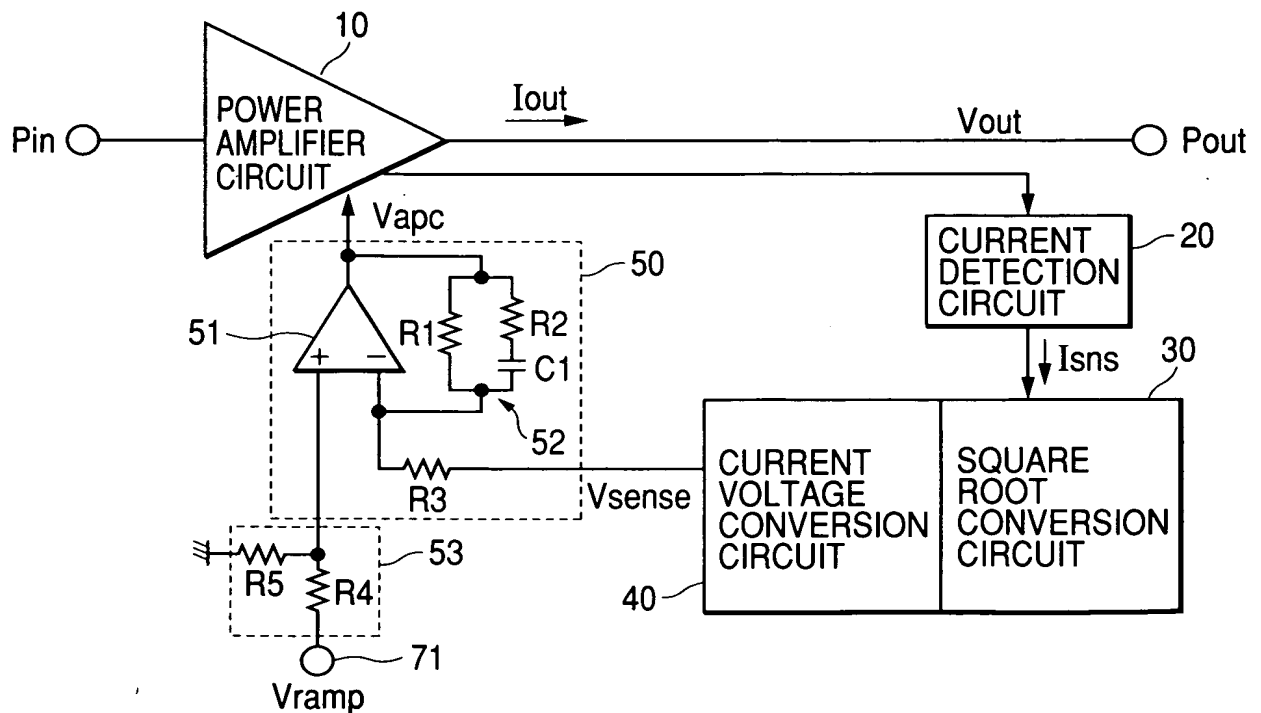 10
POWER
AMPLIFIER
CIRCUIT
Pin
Iout
Vout
Pout
Vapc
50
CURRENT
DETECTION
CIRCUIT
20
51
R1
R2
C1
+
−
52
Isns
30
R3
Vsense
CURRENT
VOLTAGE
CONVERSION
CIRCUIT
SQUARE
ROOT
CONVERSION
CIRCUIT
40
53
R5
R4
71
Vramp